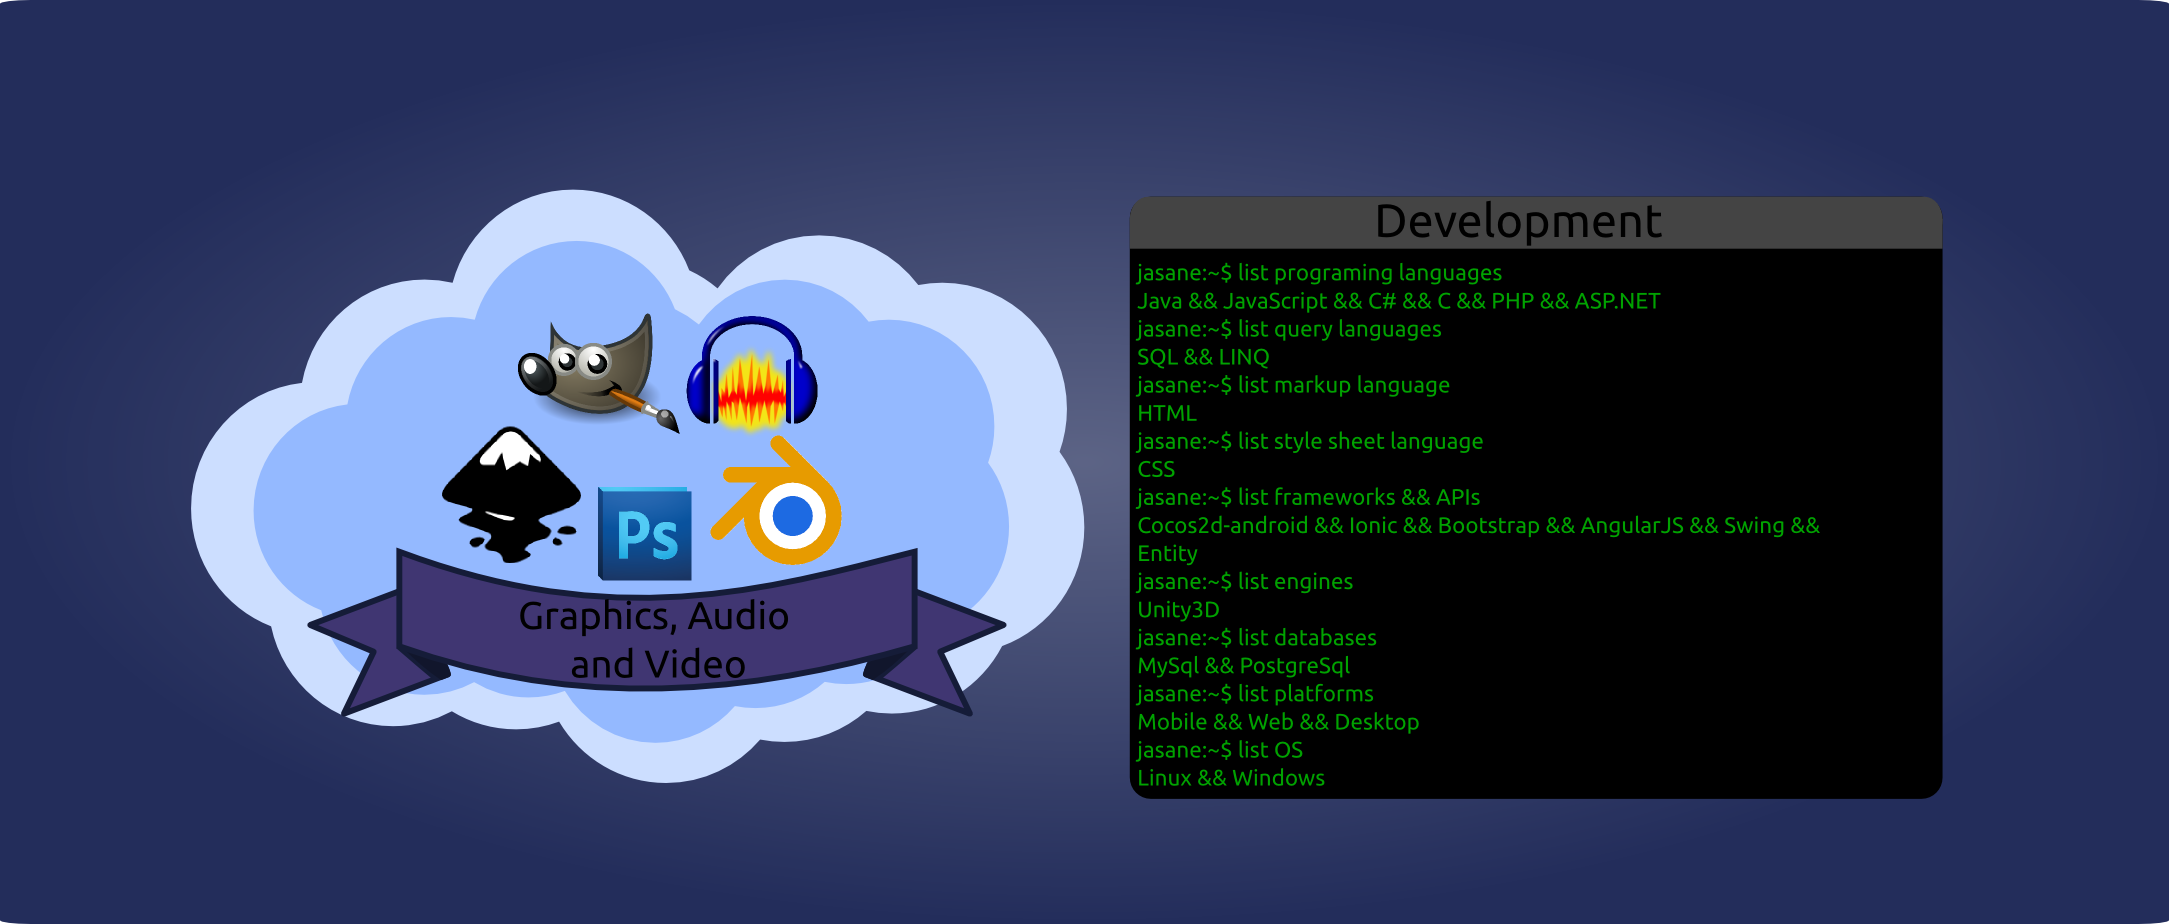 Ps
Graphics, Audio
and Video
Development
jasane:~$ list programing languages
Java && JavaScript && C# && C && PHP && ASP.NET
jasane:~$ list query languages
SQL && LINQ
jasane:~$ list markup language
HTML
jasane:~$ list style sheet language
CSS
jasane:~$ list frameworks && APIs
Cocos2d-android && Ionic && Bootstrap && AngularJS && Swing &&
Entity
jasane:~$ list engines
Unity3D
jasane:~$ list databases
MySql && PostgreSql
jasane:~$ list platforms
Mobile && Web && Desktop
jasane:~$ list OS
Linux && Windows